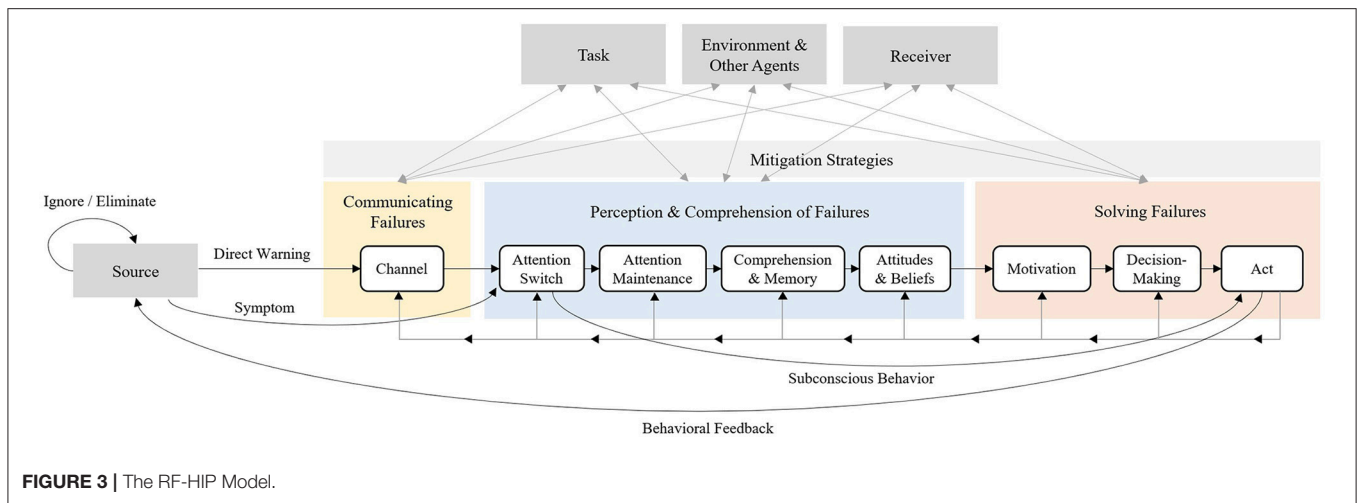 Task
Environment &
Other Agents
Receiver
Mitigation Strategies
Communicating
Failures
Perception & Comprehension of Failures
Solving Failures
Ignore / Eliminate
Source
Direct Warning
Symptom
Channel
Attention
Switch
Attention
Maintenance
Comprehension
& Memory
Attitudes
& Beliefs
Motivation
Decision-
Making
Act
Subconscious Behavior
Behavioral Feedback
FIGURE 3 | The RF-HIP Model.